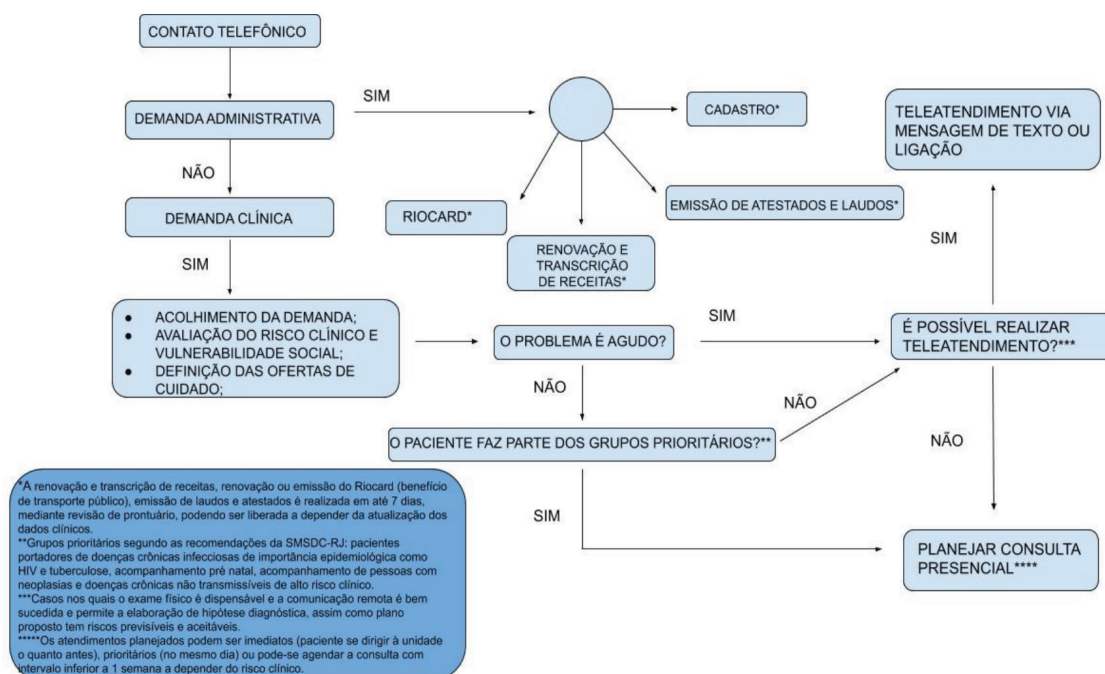 CONTATO TELEFÔNICO
DEMANDA ADMINISTRATIVA
SIM
CADASTRO*
EMISSÃO DE ATESTADOS E LAUDOS*
RENOVAÇÃO E
TRANSCRIÇÃO
DE RECEITAS*
RIOCARD*
NÃO
DEMANDA CLÍNICA
SIM
● ACOLHIMENTO DA DEMANDA;
● AVALIAÇÃO DO RISCO CLÍNICO E
VULNERABILIDADE SOCIAL;
● DEFINIÇÃO DAS OFERTAS DE
CUIDADO;
O PROBLEMA É AGUDO?
SIM
NÃO
O PACIENTE FAZ PARTE DOS GRUPOS PRIORITÁRIOS?**
NÃO
SIM
É POSSÍVEL REALIZAR
TELEATENDIMENTO?***
SIM
TELEATENDIMENTO VIA
MENSAGEM DE TEXTO OU
LIGAÇÃO
NÃO
PLANEJAR CONSULTA
PRESENCIAL****
*A renovação e transcrição de receitas, renovação ou emissão do Riocard (benefício
de transporte público), emissão de laudos e atestados é realizada em até 7 dias,
mediante revisão de prontuário, podendo ser liberada a depender da atualização dos
dados clínicos.
**Grupos prioritários segundo as recomendações da SMSDC-RJ: pacientes
portadores de doenças crônicas infecciosas de importância epidemiológica como
HIV e tuberculose, acompanhamento pré natal, acompanhamento de pessoas com
neoplasias e doenças crônicas não transmissíveis de alto risco clínico.
***Casos nos quais o exame físico é dispensável e a comunicação remota é bem
sucedida e permite a elaboração de hipótese diagnóstica, assim como plano
proposto tem riscos previsíveis e aceitáveis.
*****Os atendimentos planejados podem ser imediatos (paciente se dirigir à unidade
o quanto antes), prioritários (no mesmo dia) ou pode-se agendar a consulta com
intervalo inferior a 1 semana a depender do risco clínico.